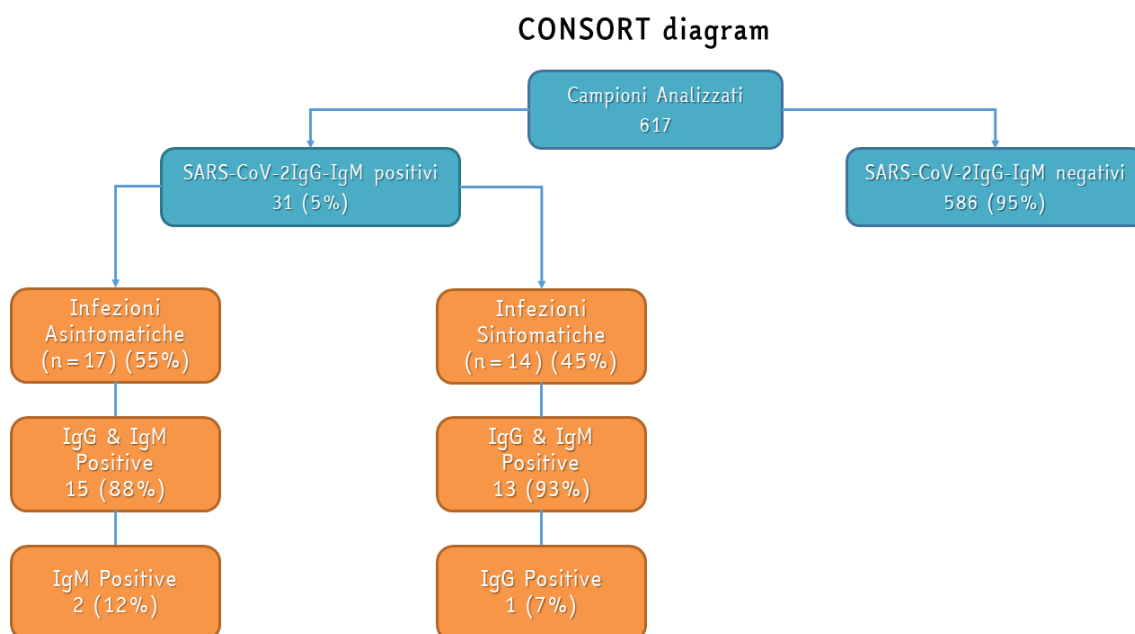 CONSORT diagram
Campioni Analizzati
617
SARS-CoV-2IgG-IgM positivi
31 (5%)
SARS-CoV-2IgG-IgM negativi
586 (95%)
Infezioni
Asintomatiche
(n=17) (55%)
Infezioni
Sintomatiche
(n=14) (45%)
IgG & IgM
Positive
15 (88%)
IgG & IgM
Positive
13 (93%)
IgM Positive
2 (12%)
IgG Positive
1 (7%)